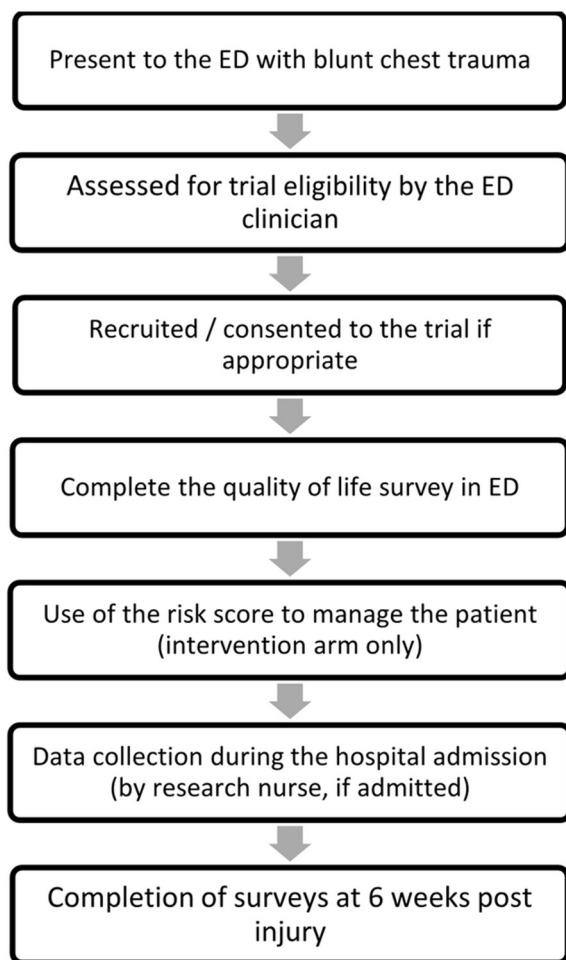 Present to the ED with blunt chest trauma
Assessed for trial eligibility by the ED
clinician
Recruited / consented to the trial if
appropriate
Complete the quality of life survey in ED
Use of the risk score to manage the patient
(intervention arm only)
Data collection during the hospital admission
(by research nurse, if admitted)
Completion of surveys at 6 weeks post
injury